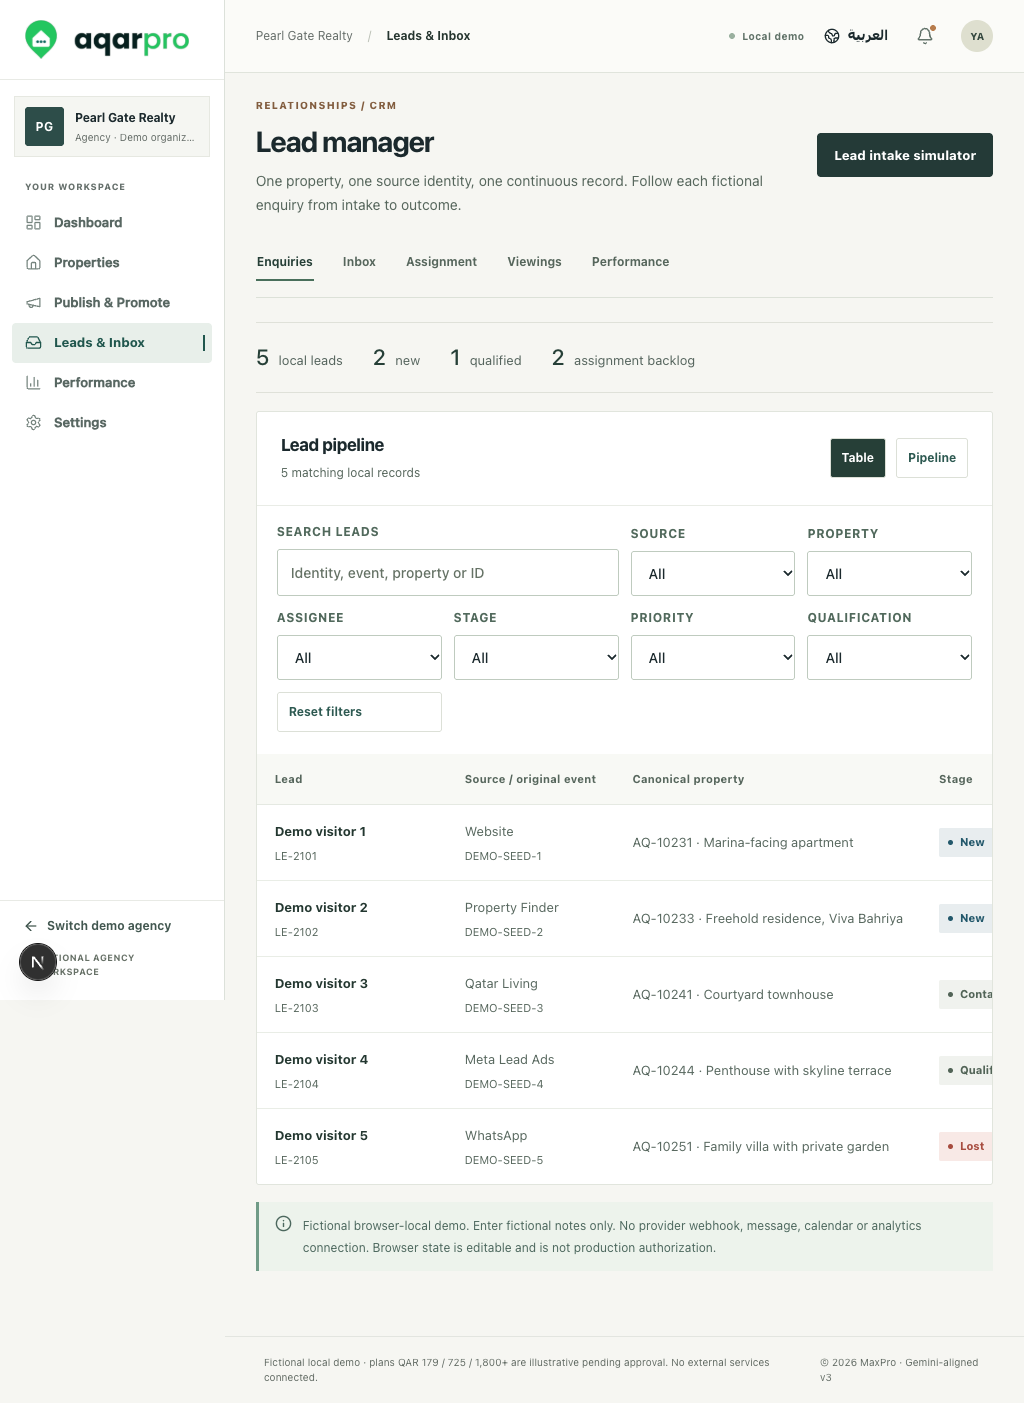 aqarpro
Pearl Gate Realty / Leads & Inbox
Local demo
العربية
YA
PG
Pearl Gate Realty
Agency · Demo organiz...
YOUR WORKSPACE
Dashboard
Properties
Publish & Promote
Leads & Inbox
Performance
Settings
Switch demo agency
N
RELATIONSHIPS / CRM
Lead manager
One property, one source identity, one continuous record. Follow each fictional
enquiry from intake to outcome.
Lead intake simulator
Enquiries Inbox Assignment Viewings Performance
5 local leads 2 new 1 qualified 2 assignment backlog
Lead pipeline
5 matching local records
Table Pipeline
SEARCH LEADS SOURCE PROPERTY
Identity, event, property or ID All All
ASSIGNEE STAGE PRIORITY QUALIFICATION
All All All All
Reset filters
Lead Source / original event Canonical property Stage
Demo visitor 1 Website
AQ-10231 · Marina-facing apartment New
LE-2101 DEMO-SEED-1
Demo visitor 2 Property Finder
AQ-10233 · Freehold residence, Viva Bahriya New
LE-2102 DEMO-SEED-2
Demo visitor 3 Qatar Living
AQ-10241 · Courtyard townhouse Conta
LE-2103 DEMO-SEED-3
Demo visitor 4 Meta Lead Ads
AQ-10244 · Penthouse with skyline terrace Qualif
LE-2104 DEMO-SEED-4
Demo visitor 5 WhatsApp
AQ-10251 · Family villa with private garden Lost
LE-2105 DEMO-SEED-5
Fictional browser-local demo. Enter fictional notes only. No provider webhook, message, calendar or analytics
connection. Browser state is editable and is not production authorization.
AGENCY
Fictional local demo · plans QAR 179 / 725 / 1,800+ are illustrative pending approval. No external services
connected.
© 2026 MaxPro · Gemini-aligned
v3